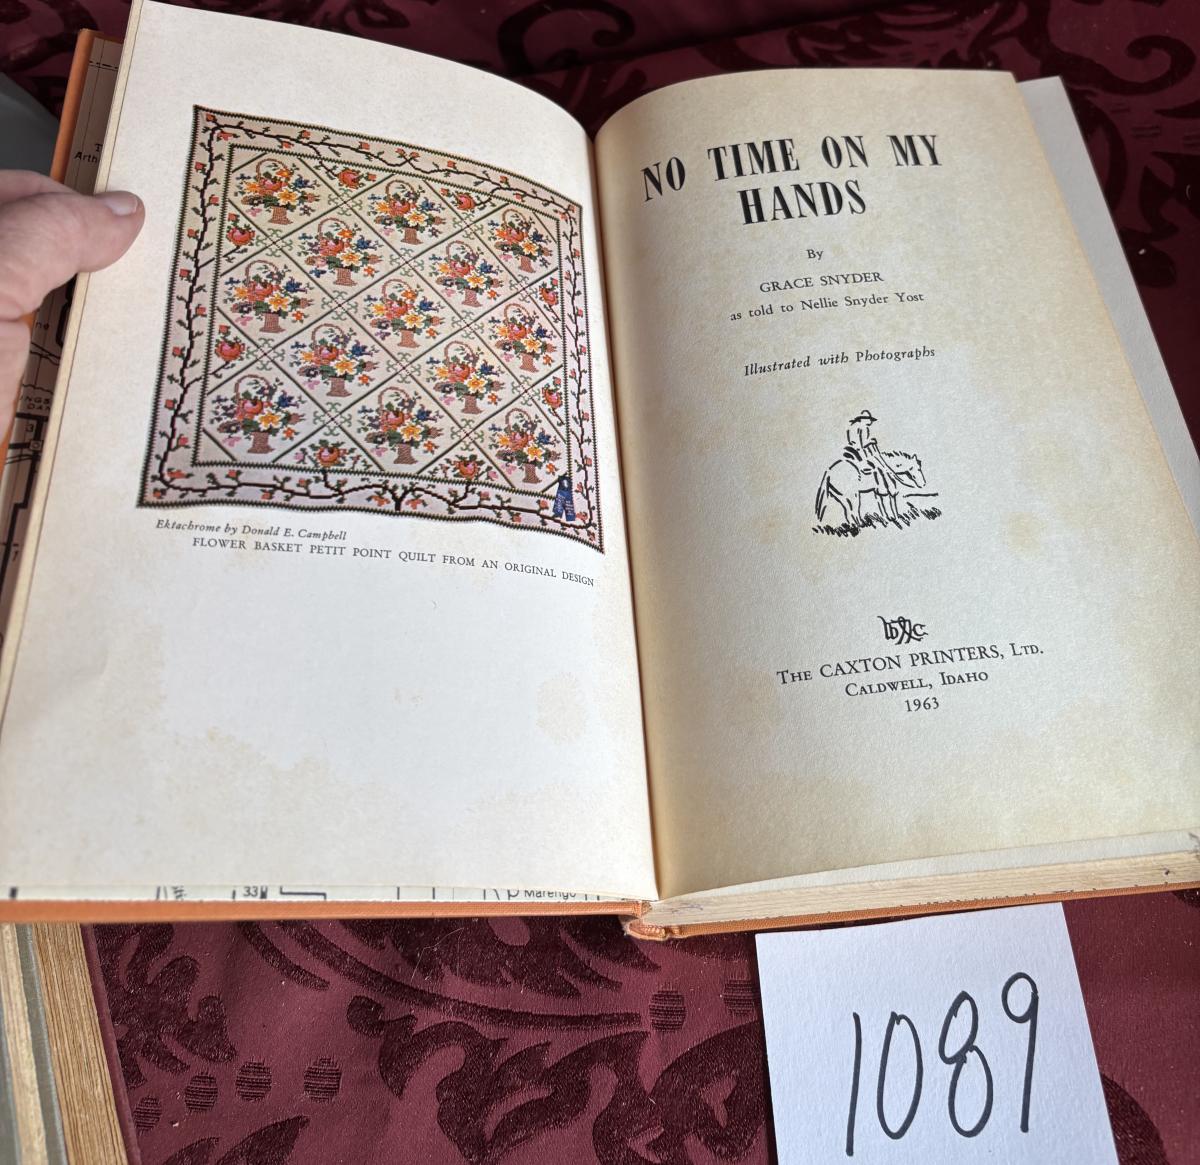 Ektachrome by Donald E. Campbell
FLOWER BASKET PETIT POINT QUILT FROM AN ORIGINAL DESIGN
NO TIME ON MY
HANDS
By
GRACE SNYDER
as told to Nellie Snyder Yost
Illustrated with Photographs
THE CAXTON PRINTERS, LTD.
CALDWELL, IDAHO
1963
33
Marengo
1089